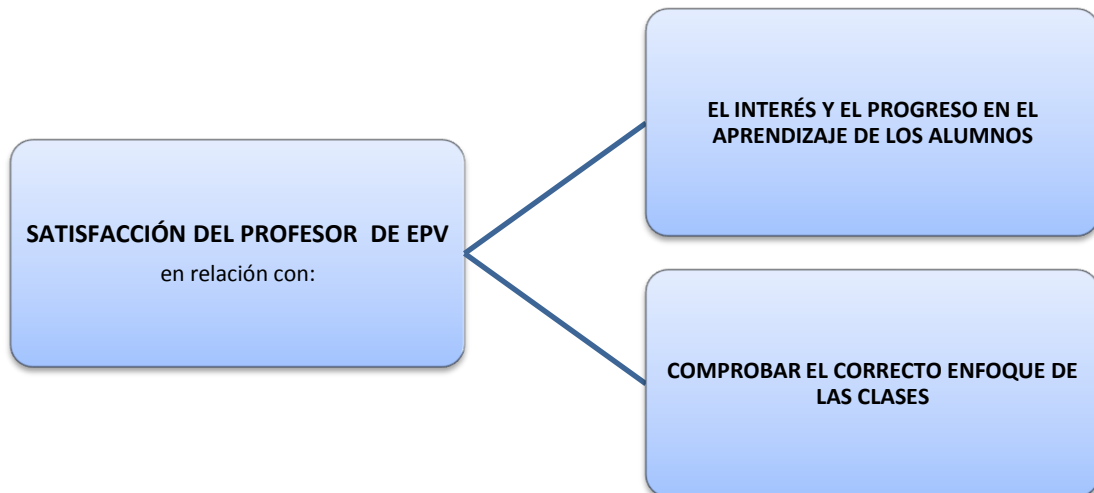 EL INTERÉS Y EL PROGRESO EN EL
APRENDIZAJE DE LOS ALUMNOS
SATISFACCIÓN DEL PROFESOR DE EPV
en relación con:
COMPROBAR EL CORRECTO ENFOQUE DE
LAS CLASES